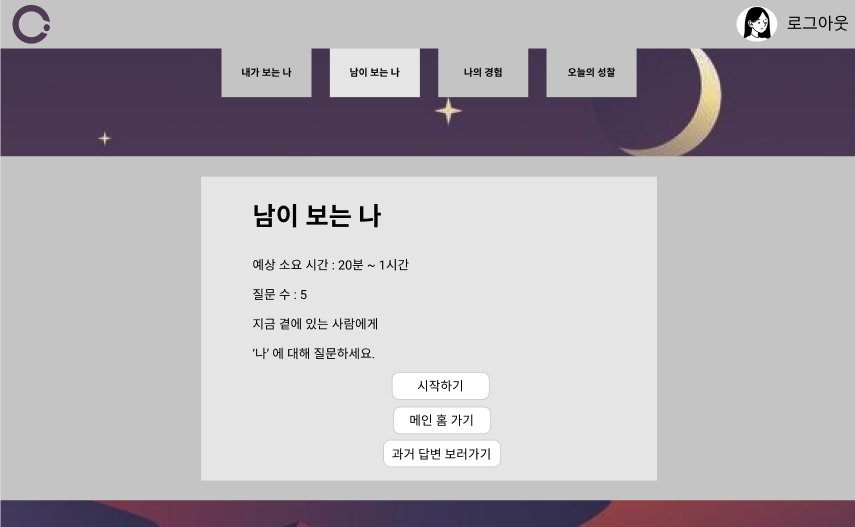 로그아웃
내가 보는 나
남이 보는 나
나의 경험
오늘의 성찰
남이 보는 나
예상 소요 시간 : 20분 ~ 1시간
질문 수 : 5
지금 곁에 있는 사람에게
‘나’ 에 대해 질문하세요.
시작하기
메인 홈 가기
과거 답변 보러가기